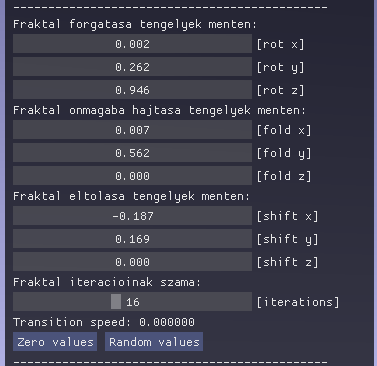 ------------------------------------------
Fraktal forgatasa tengelyek menten:
0.002 [rot x]
0.262 [rot y]
0.946 [rot z]
Fraktal onmagaba hajtasa tengelyek menten:
0.007 [fold x]
0.562 [fold y]
0.000 [fold z]
Fraktal eltolasa tengelyek menten:
-0.187 [shift x]
0.169 [shift y]
0.000 [shift z]
Fraktal iteracioinak szama:
16 [iterations]
Transition speed: 0.000000
Zero values Random values
------------------------------------------